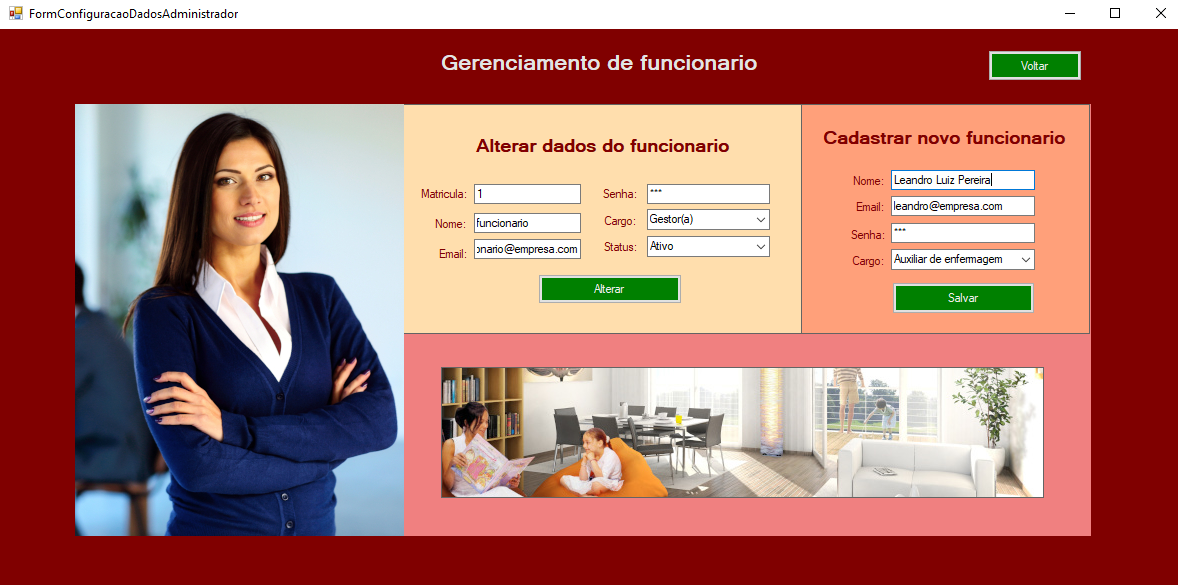 FormConfiguracaoDadosAdministrador
Gerenciamento de funcionario
Voltar
Alterar dados do funcionario
Matricula: 1
Senha: ***
Nome: funcionario
Cargo: Gestor(a)
Email: onario@empresa.com
Status: Ativo
Alterar
Cadastrar novo funcionario
Nome: Leandro Luiz Pereira
Email: leandro@empresa.com
Senha: ***
Cargo: Auxiliar de enfermagem
Salvar